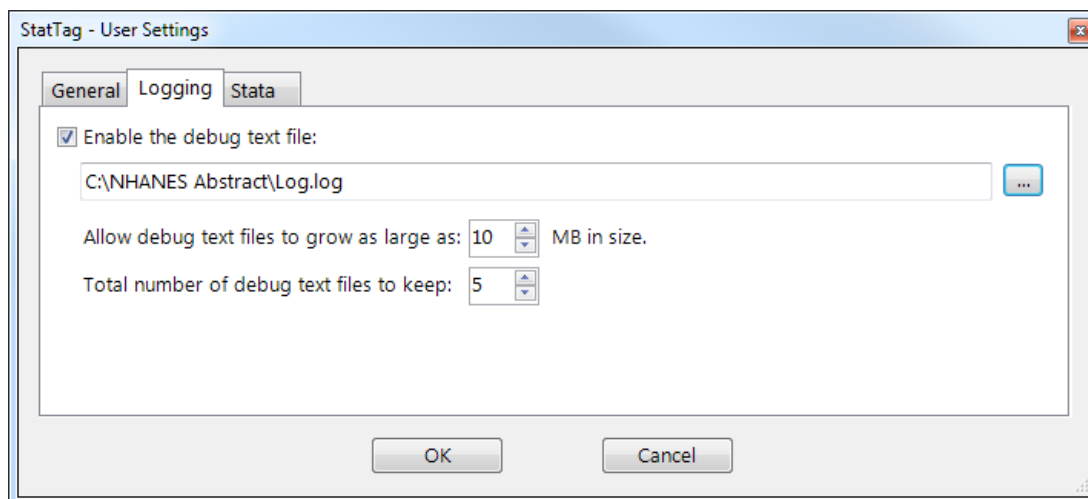 StatTag - User Settings
General Logging Stata
Enable the debug text file:
C:\NHANES Abstract\Log.log
...
Allow debug text files to grow as large as: 10 MB in size.
Total number of debug text files to keep: 5
OK Cancel